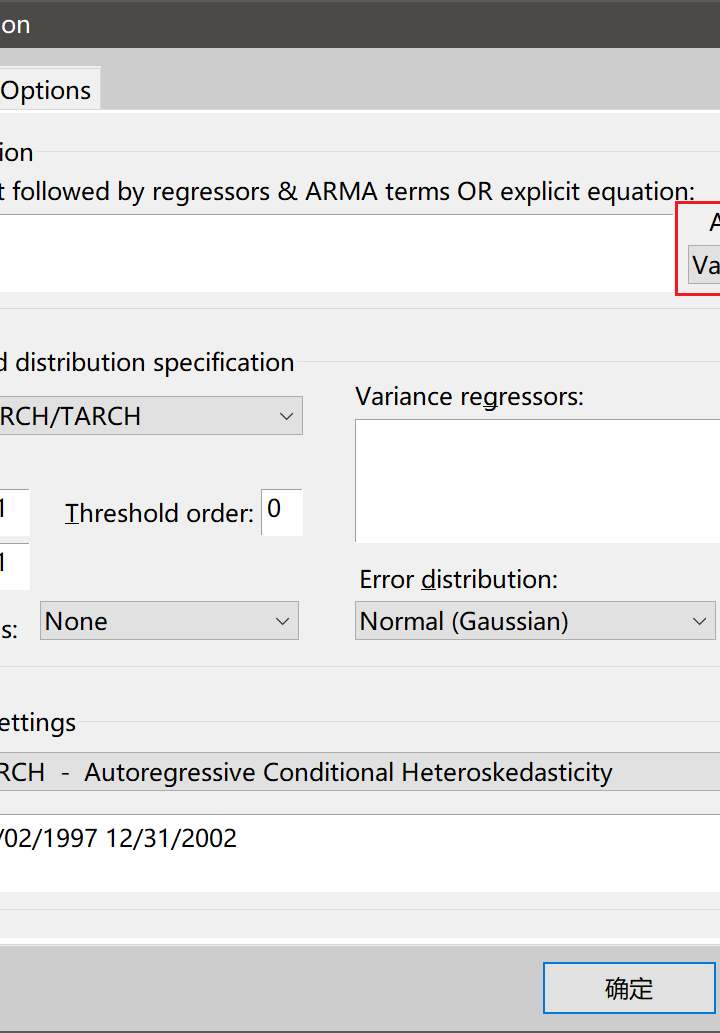 on
Options
ion
t followed by regressors & ARMA terms OR explicit equation:
A
Va
d distribution specification
RCH/TARCH
Variance regressors:
1
Threshold order: 0
1
Error distribution:
s: None
Normal (Gaussian)
ettings
RCH - Autoregressive Conditional Heteroskedasticity
/02/1997 12/31/2002
确定